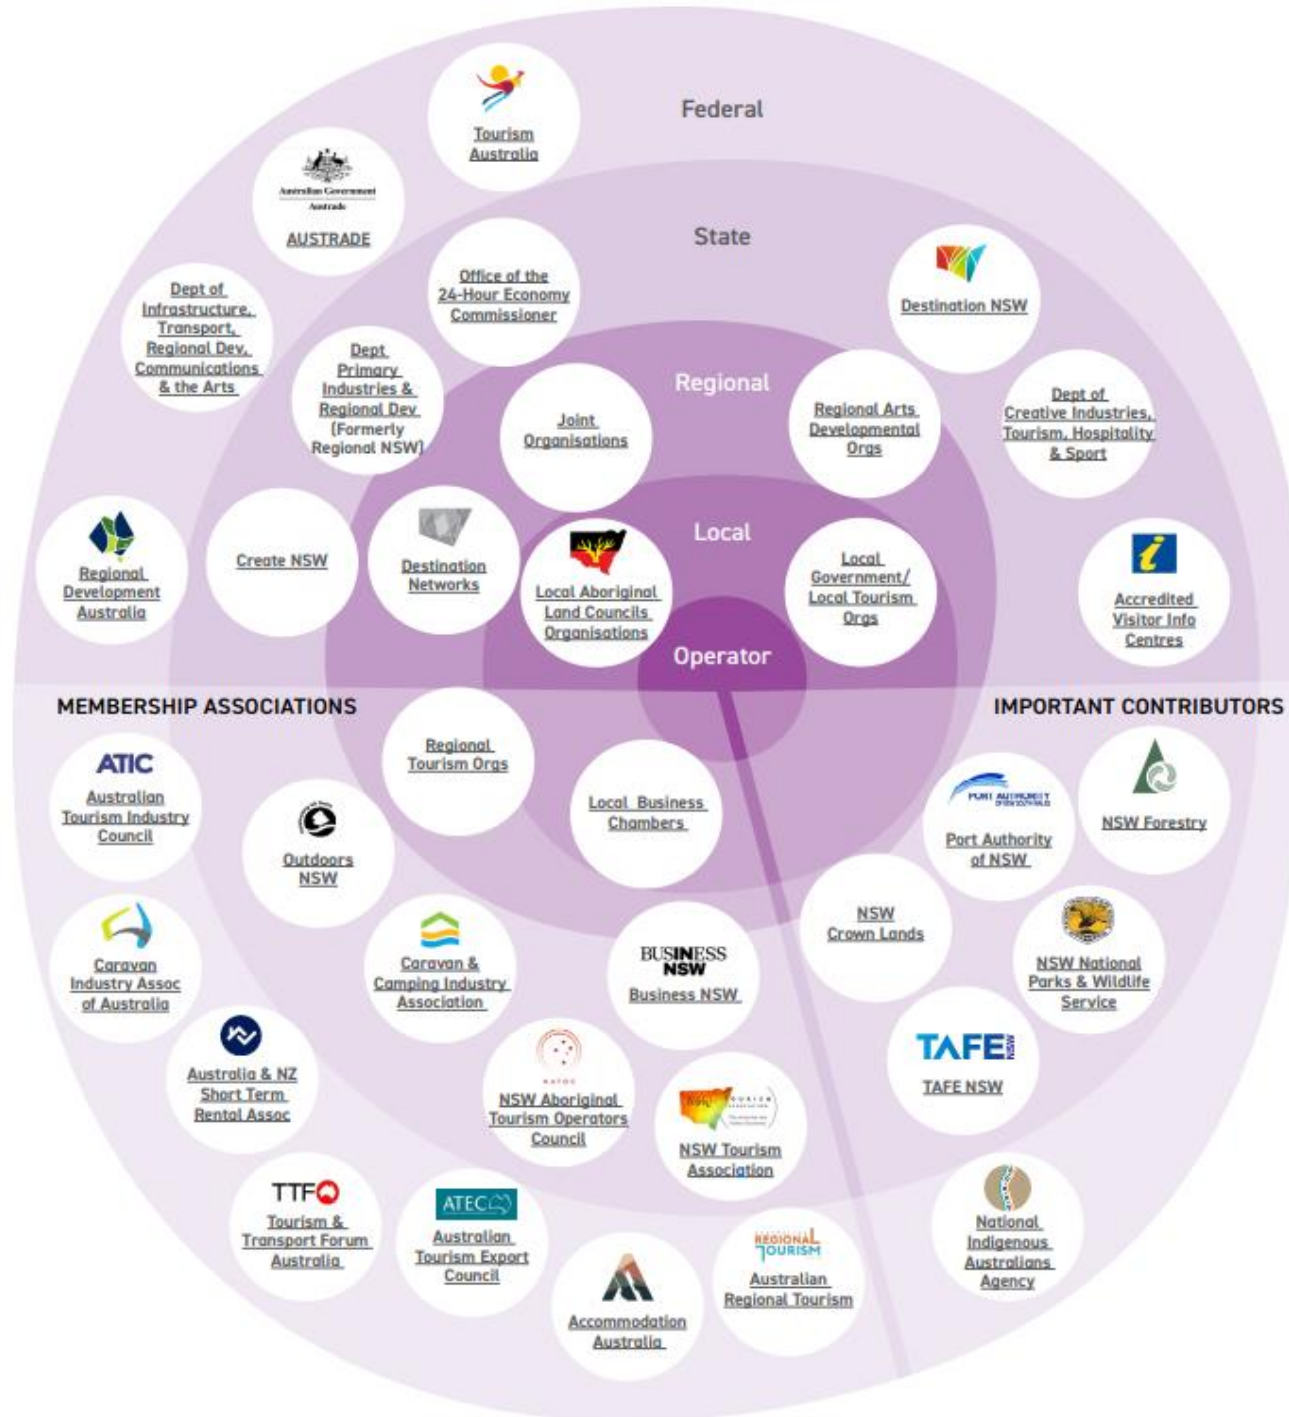 Federal
Tourism
Australia
Australian Government
Austrade
AUSTRADE
State
Office of the
24-Hour Economy
Commissioner
Destination NSW
Dept of
Infrastructure,
Transport,
Regional Dev,
Communications
& the Arts
Dept
Primary
Industries &
Regional Dev
(Formerly
Regional NSW)
Regional
Joint
Organisations
Regional Arts
Developmental
Orgs
Dept of
Creative Industries,
Tourism, Hospitality
& Sport
Regional
Development
Australia
Create NSW
Destination
Networks
Local
Local Aboriginal
Land Councils
Organisations
Local
Government/
Local Tourism
Orgs
i
Accredited
Visitor Info
Centres
Operator
MEMBERSHIP ASSOCIATIONS
IMPORTANT CONTRIBUTORS
ATIC
Australian
Tourism Industry
Council
Outdoors
NSW
Regional
Tourism Orgs
Local Business
Chambers
PORT AUTHORITY
OF NEW SOUTH WALES
Port Authority
of NSW
NSW Forestry
Caravan
Industry Assoc
of Australia
Caravan &
Camping Industry
Association
BUSINESS
NSW
Business NSW
NSW
Crown Lands
NSW National
Parks & Wildlife
Service
Australia & NZ
Short Term
Rental Assoc
NATOC
NSW Aboriginal
Tourism Operators
Council
NSW
TOURISM
ASSOCIATION
NSW Tourism
Association
TAFE NSW
TAFE NSW
TTF
Tourism &
Transport Forum
Australia
ATEC
Australian
Tourism Export
Council
Accommodation
Australia
REGIONAL
TOURISM
Australian
Regional Tourism
National
Indigenous
Australians
Agency